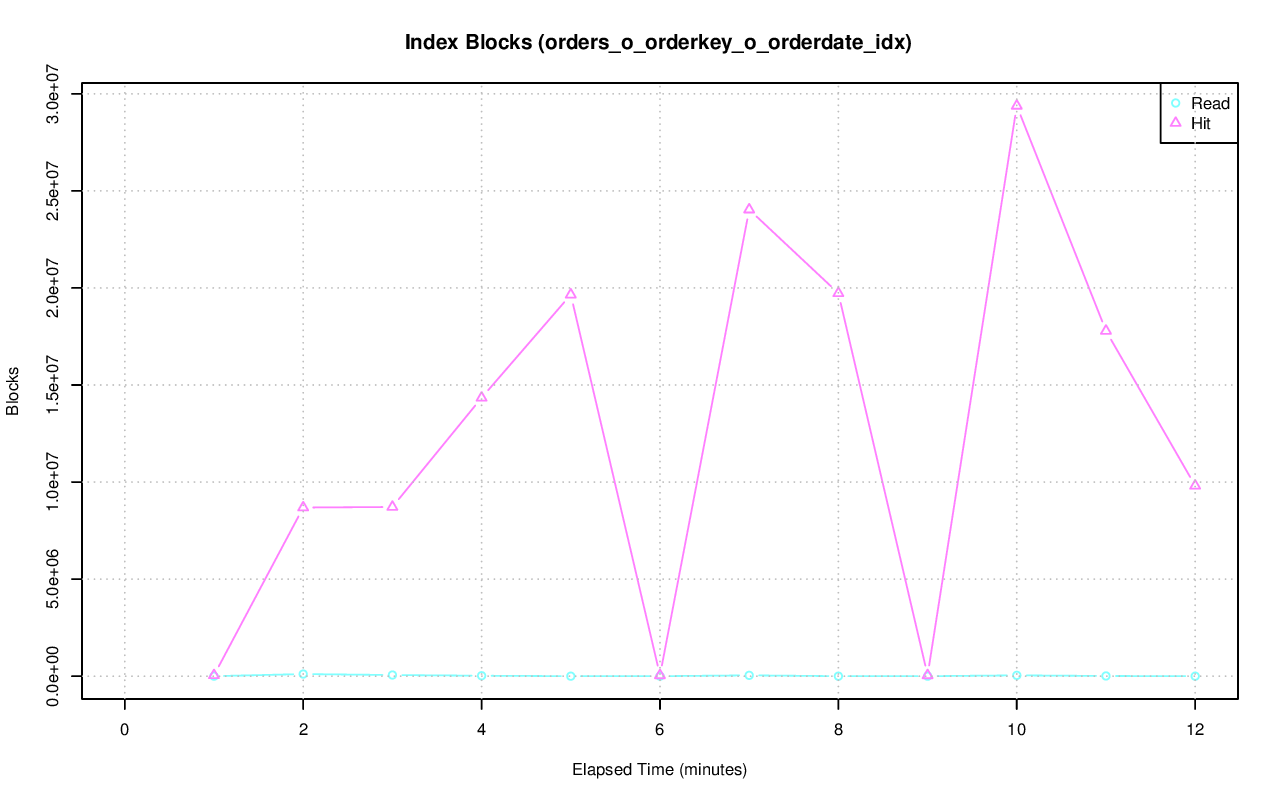 Index Blocks (orders_o_orderkey_o_orderdate_idx)
Read
Hit
Blocks
3.0e+07
2.5e+07
2.0e+07
1.5e+07
1.0e+07
5.0e+06
0.0e+00
0 2 4 6 8 10 12
Elapsed Time (minutes)